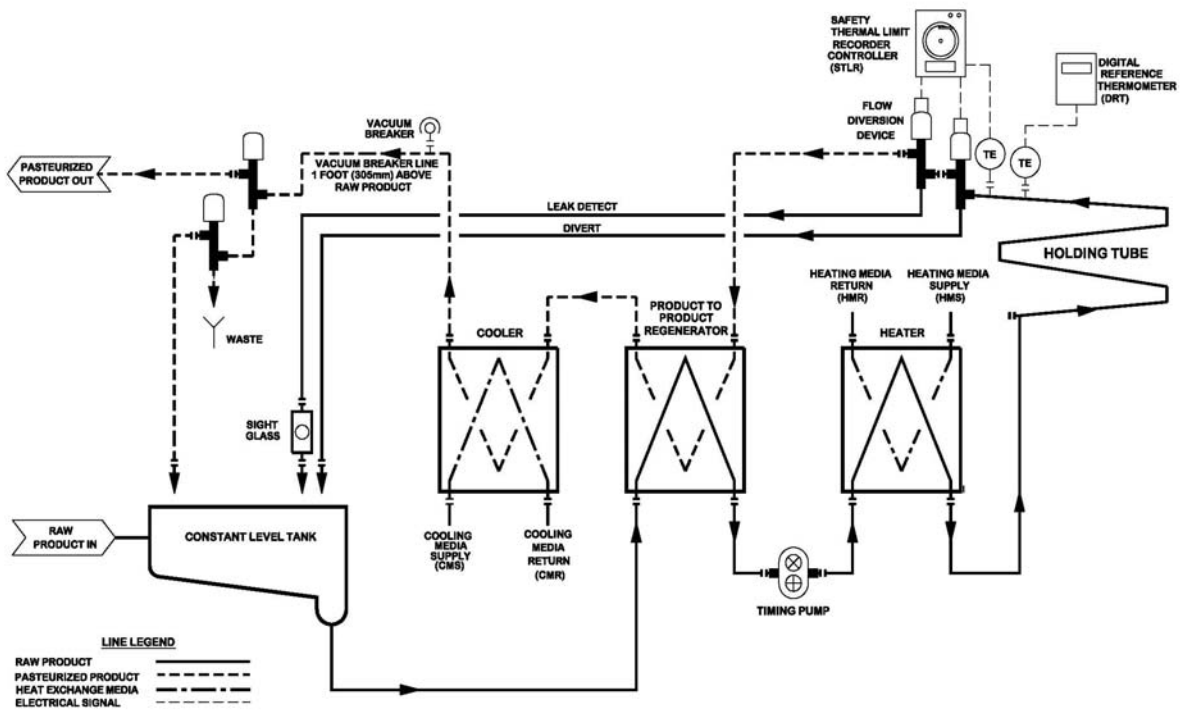 SAFETY
THERMAL LIMIT
RECORDER
CONTROLLER
(STLR)
DIGITAL
REFERENCE
THERMOMETER
(DRT)
FLOW
DIVERSION
DEVICE
TE
TE
VACUUM
BREAKER
VACUUM BREAKER LINE
1 FOOT (305mm) ABOVE
RAW PRODUCT
PASTEURIZED
PRODUCT OUT
LEAK DETECT
DIVERT
HOLDING TUBE
HEATING MEDIA
RETURN
(HMR)
HEATING MEDIA
SUPPLY
(HMS)
WASTE
COOLER
PRODUCT TO
PRODUCT
REGENERATOR
HEATER
SIGHT
GLASS
RAW
PRODUCT IN
CONSTANT LEVEL TANK
COOLING
MEDIA
SUPPLY
(CMS)
COOLING
MEDIA
RETURN
(CMR)
TIMING PUMP
LINE LEGEND
RAW PRODUCT
PASTEURIZED PRODUCT
HEAT EXCHANGE MEDIA
ELECTRICAL SIGNAL